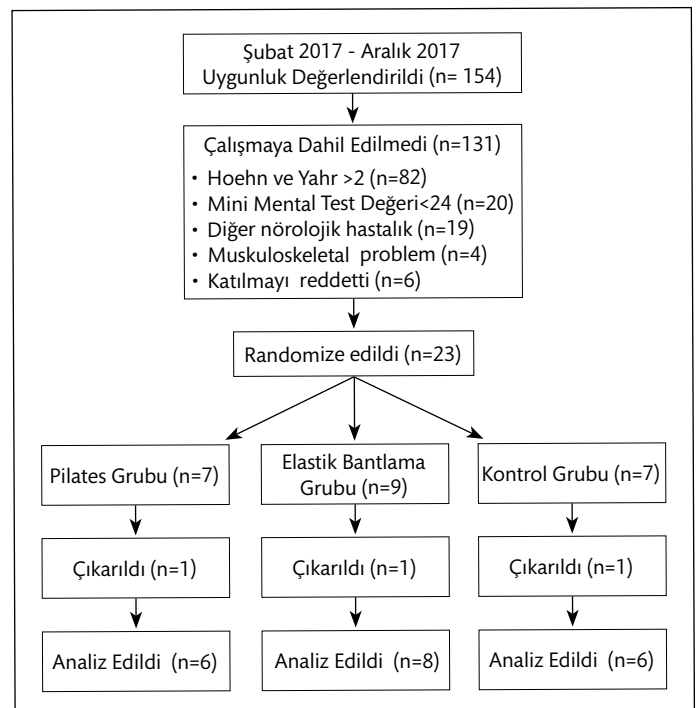 Şubat 2017 - Aralık 2017
Uygunluk Değerlendirildi (n= 154)
Çalışmaya Dahil Edilmedi (n=131)
• Hoehn ve Yahr >2 (n=82)
• Mini Mental Test Değeri<24 (n=20)
• Diğer nörolojik hastalık (n=19)
• Muskuloskeletal problem (n=4)
• Katılmayı reddetti (n=6)
Randomize edildi (n=23)
Pilates Grubu (n=7)
Elastik Bantlama
Grubu (n=9)
Kontrol Grubu (n=7)
Çıkarıldı (n=1)
Çıkarıldı (n=1)
Çıkarıldı (n=1)
Analiz Edildi (n=6)
Analiz Edildi (n=8)
Analiz Edildi (n=6)